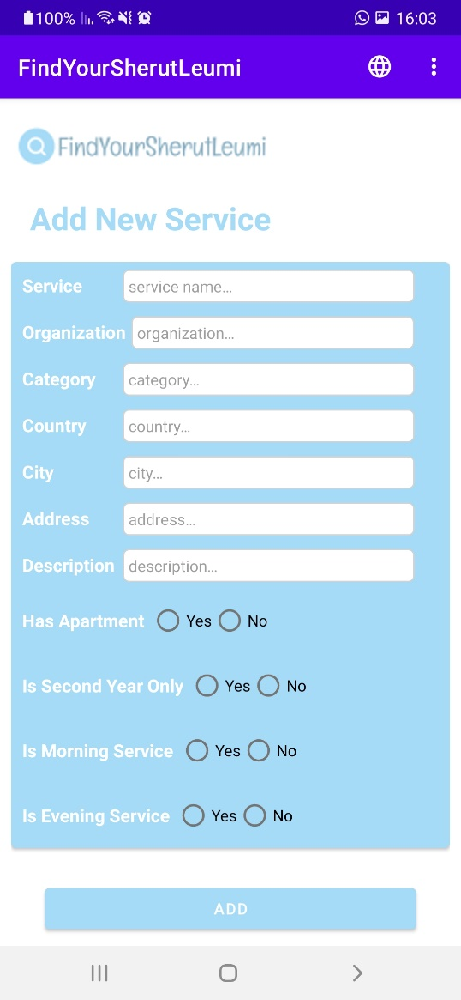 100% 16:03
FindYourSherutLeumi
FindYourSherutLeumi
Add New Service
Service service name...
Organization organization...
Category category...
Country country...
City city...
Address address...
Description description...
Has Apartment Yes No
Is Second Year Only Yes No
Is Morning Service Yes No
Is Evening Service Yes No
ADD